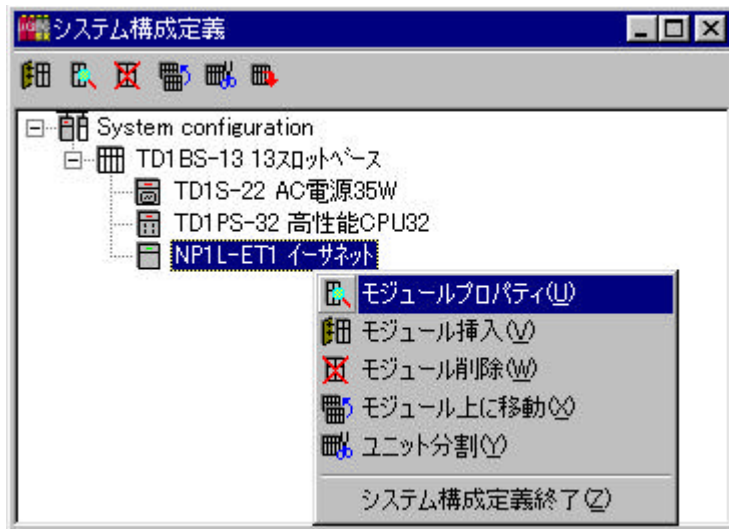 システム構成定義
System configuration
TD1BS-13 13スロットベース
TD1S-22 AC電源35W
TD1PS-32 高性能CPU32
NP1L-ET1 イーサネット
モジュールプロパティ(U)
モジュール挿入(V)
モジュール削除(W)
モジュール上に移動(X)
ユニット分割(Y)
システム構成定義終了(Z)